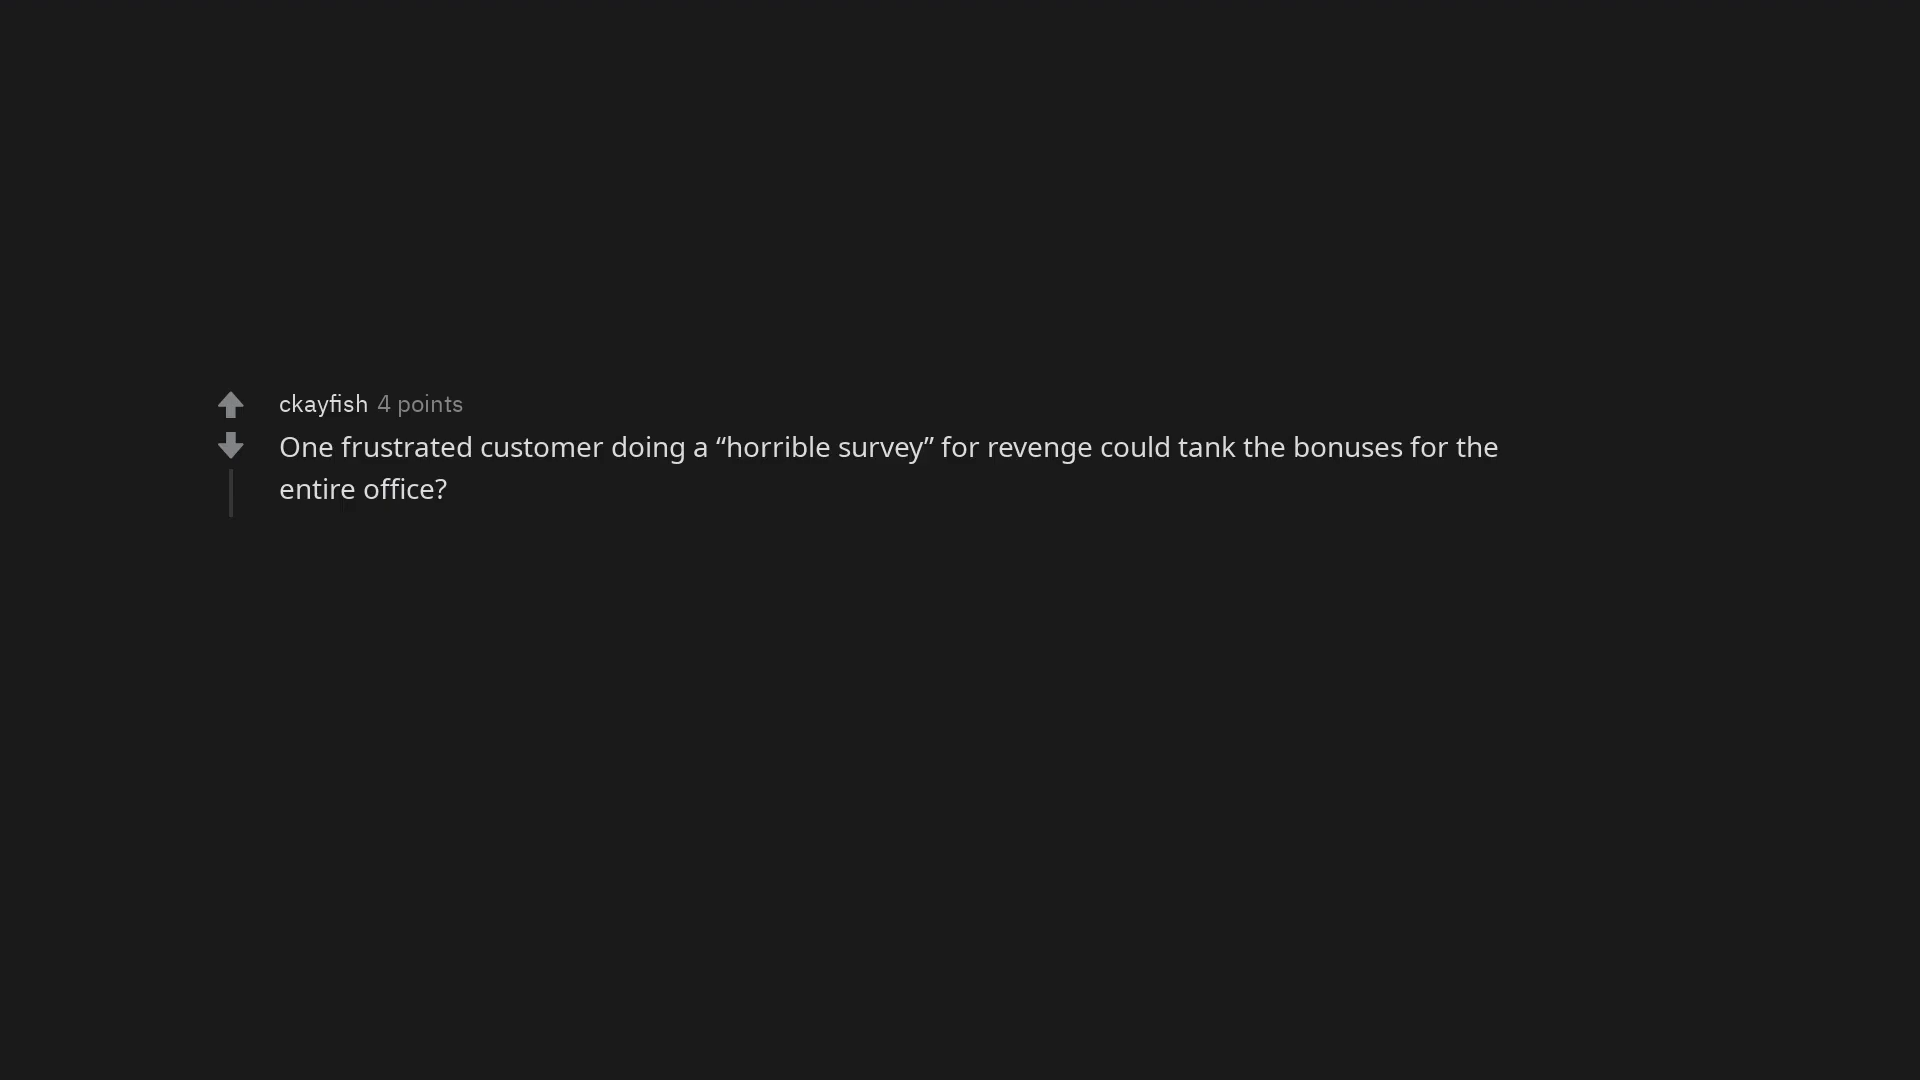 ckayfish 4 points
One frustrated customer doing a “horrible survey” for revenge could tank the bonuses for the
entire office?